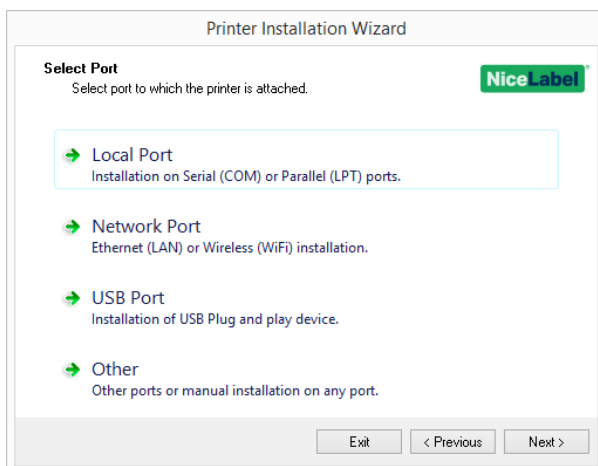 Printer Installation Wizard
Select Port
Select port to which the printer is attached.
NiceLabel
Local Port
Installation on Serial (COM) or Parallel (LPT) ports.
Network Port
Ethernet (LAN) or Wireless (WiFi) installation.
USB Port
Installation of USB Plug and play device.
Other
Other ports or manual installation on any port.
Exit
< Previous
Next >